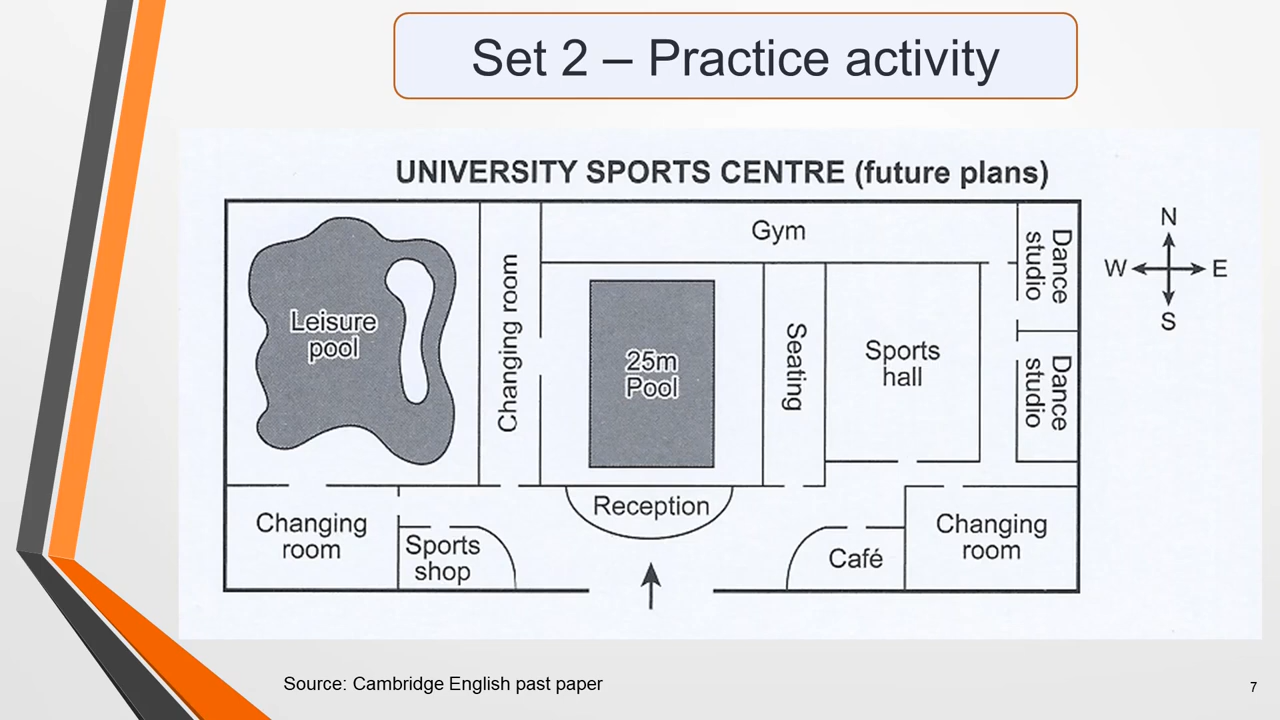 Set 2 – Practice activity
UNIVERSITY SPORTS CENTRE (future plans)
Gym
Dance
studio
N
W
E
S
Leisure
pool
Changing room
25m
Pool
Seating
Sports
hall
Dance
studio
Reception
Changing
room
Sports
shop
Café
Changing
room
Source: Cambridge English past paper
7